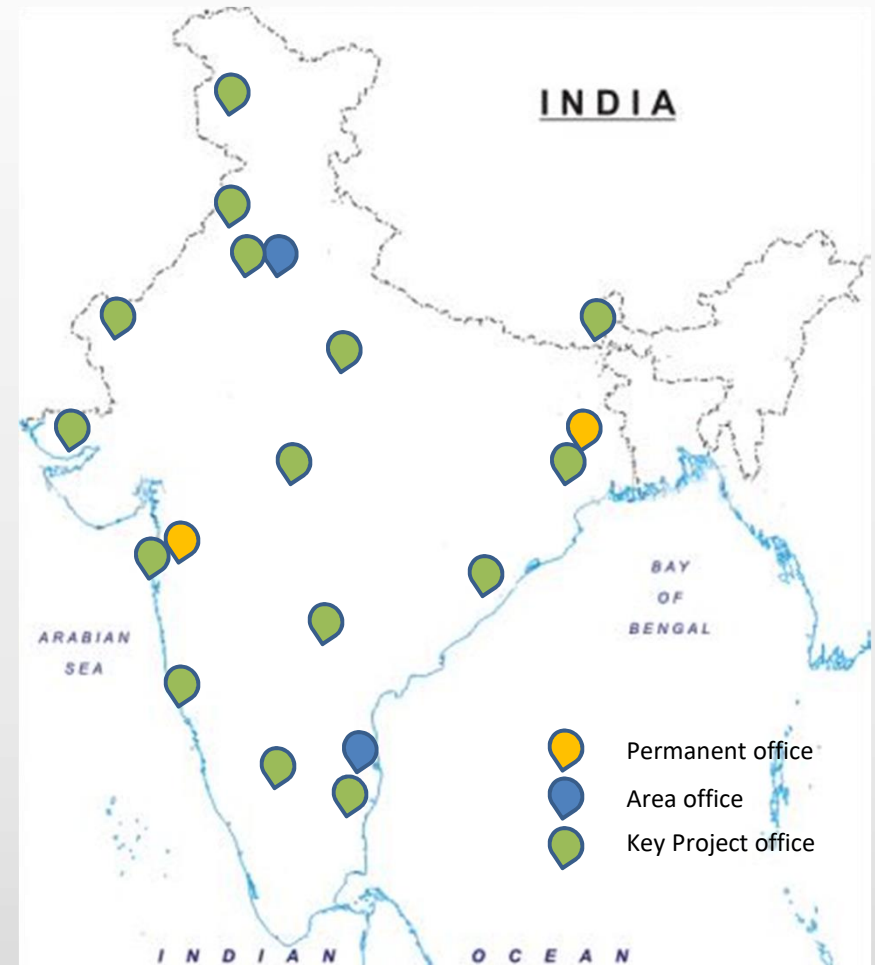 INDIA
BAY
OF
BENGAL
ARABIAN
SEA
Permanent office
Area office
Key Project office
INDIAN OCEAN